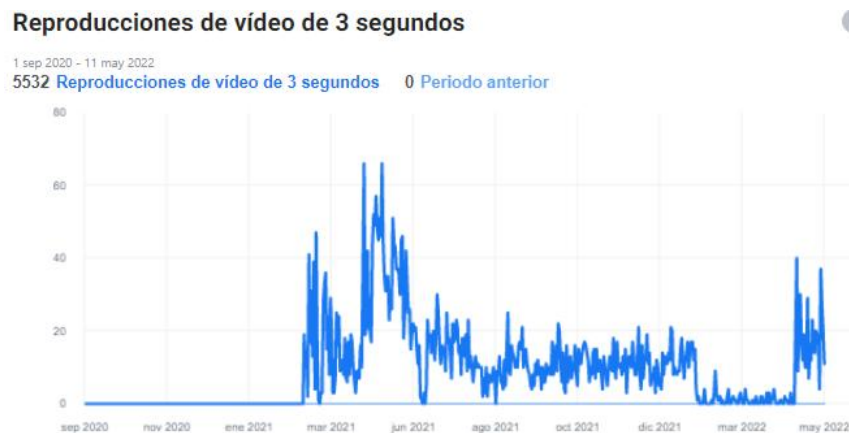 Reproducciones de vídeo de 3 segundos
1 sep 2020 - 11 may 2022
5532 Reproducciones de vídeo de 3 segundos 0 Periodo anterior
80
60
40
20
0
sep 2020 nov 2020 ene 2021 mar 2021 jun 2021 ago 2021 oct 2021 dic 2021 mar 2022 may 2022